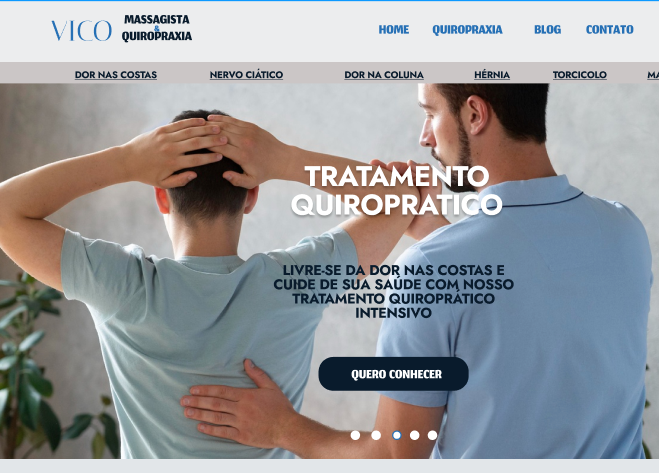 VICO
MASSAGISTA
&
QUIROPRAXIA
HOME QUIROPRAXIA BLOG CONTATO
DOR NAS COSTAS NERVO CIÁTICO DOR NA COLUNA HÉRNIA TORCICOLO MA
TRATAMENTO
QUIROPRATICO
LIVRE-SE DA DOR NAS COSTAS E
CUIDE DE SUA SAÚDE COM NOSSO
TRATAMENTO QUIROPRÁTICO
INTENSIVO
QUERO CONHECER